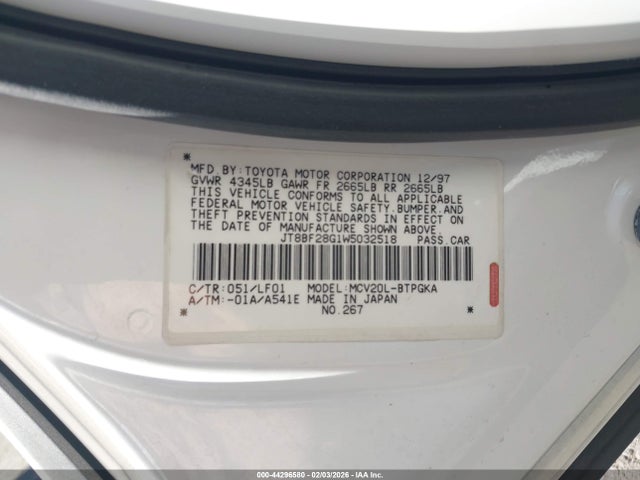 MFD.BY:TOYOTA MOTOR CORPORATION 12/97
GVWR 4345LB GAWR FR 2665LB RR 2665LB
THIS VEHICLE CONFORMS TO ALL APPLICABLE
FEDERAL MOTOR VEHICLE SAFETY.BUMPER.AND
THEFT PREVENTION STANDARDS IN EFFECT ON
THE DATE OF MANUFACTURE SHOWN ABOVE.
JT8BF28G1W5032518 PASS.CAR
C/TR:051/LF01 MODEL:MCV20L-BTPGKA
A/TM:-01A/A541E MADE IN JAPAN
NO.267
000-44296580 - 02/03/2026 - IAAI.COM